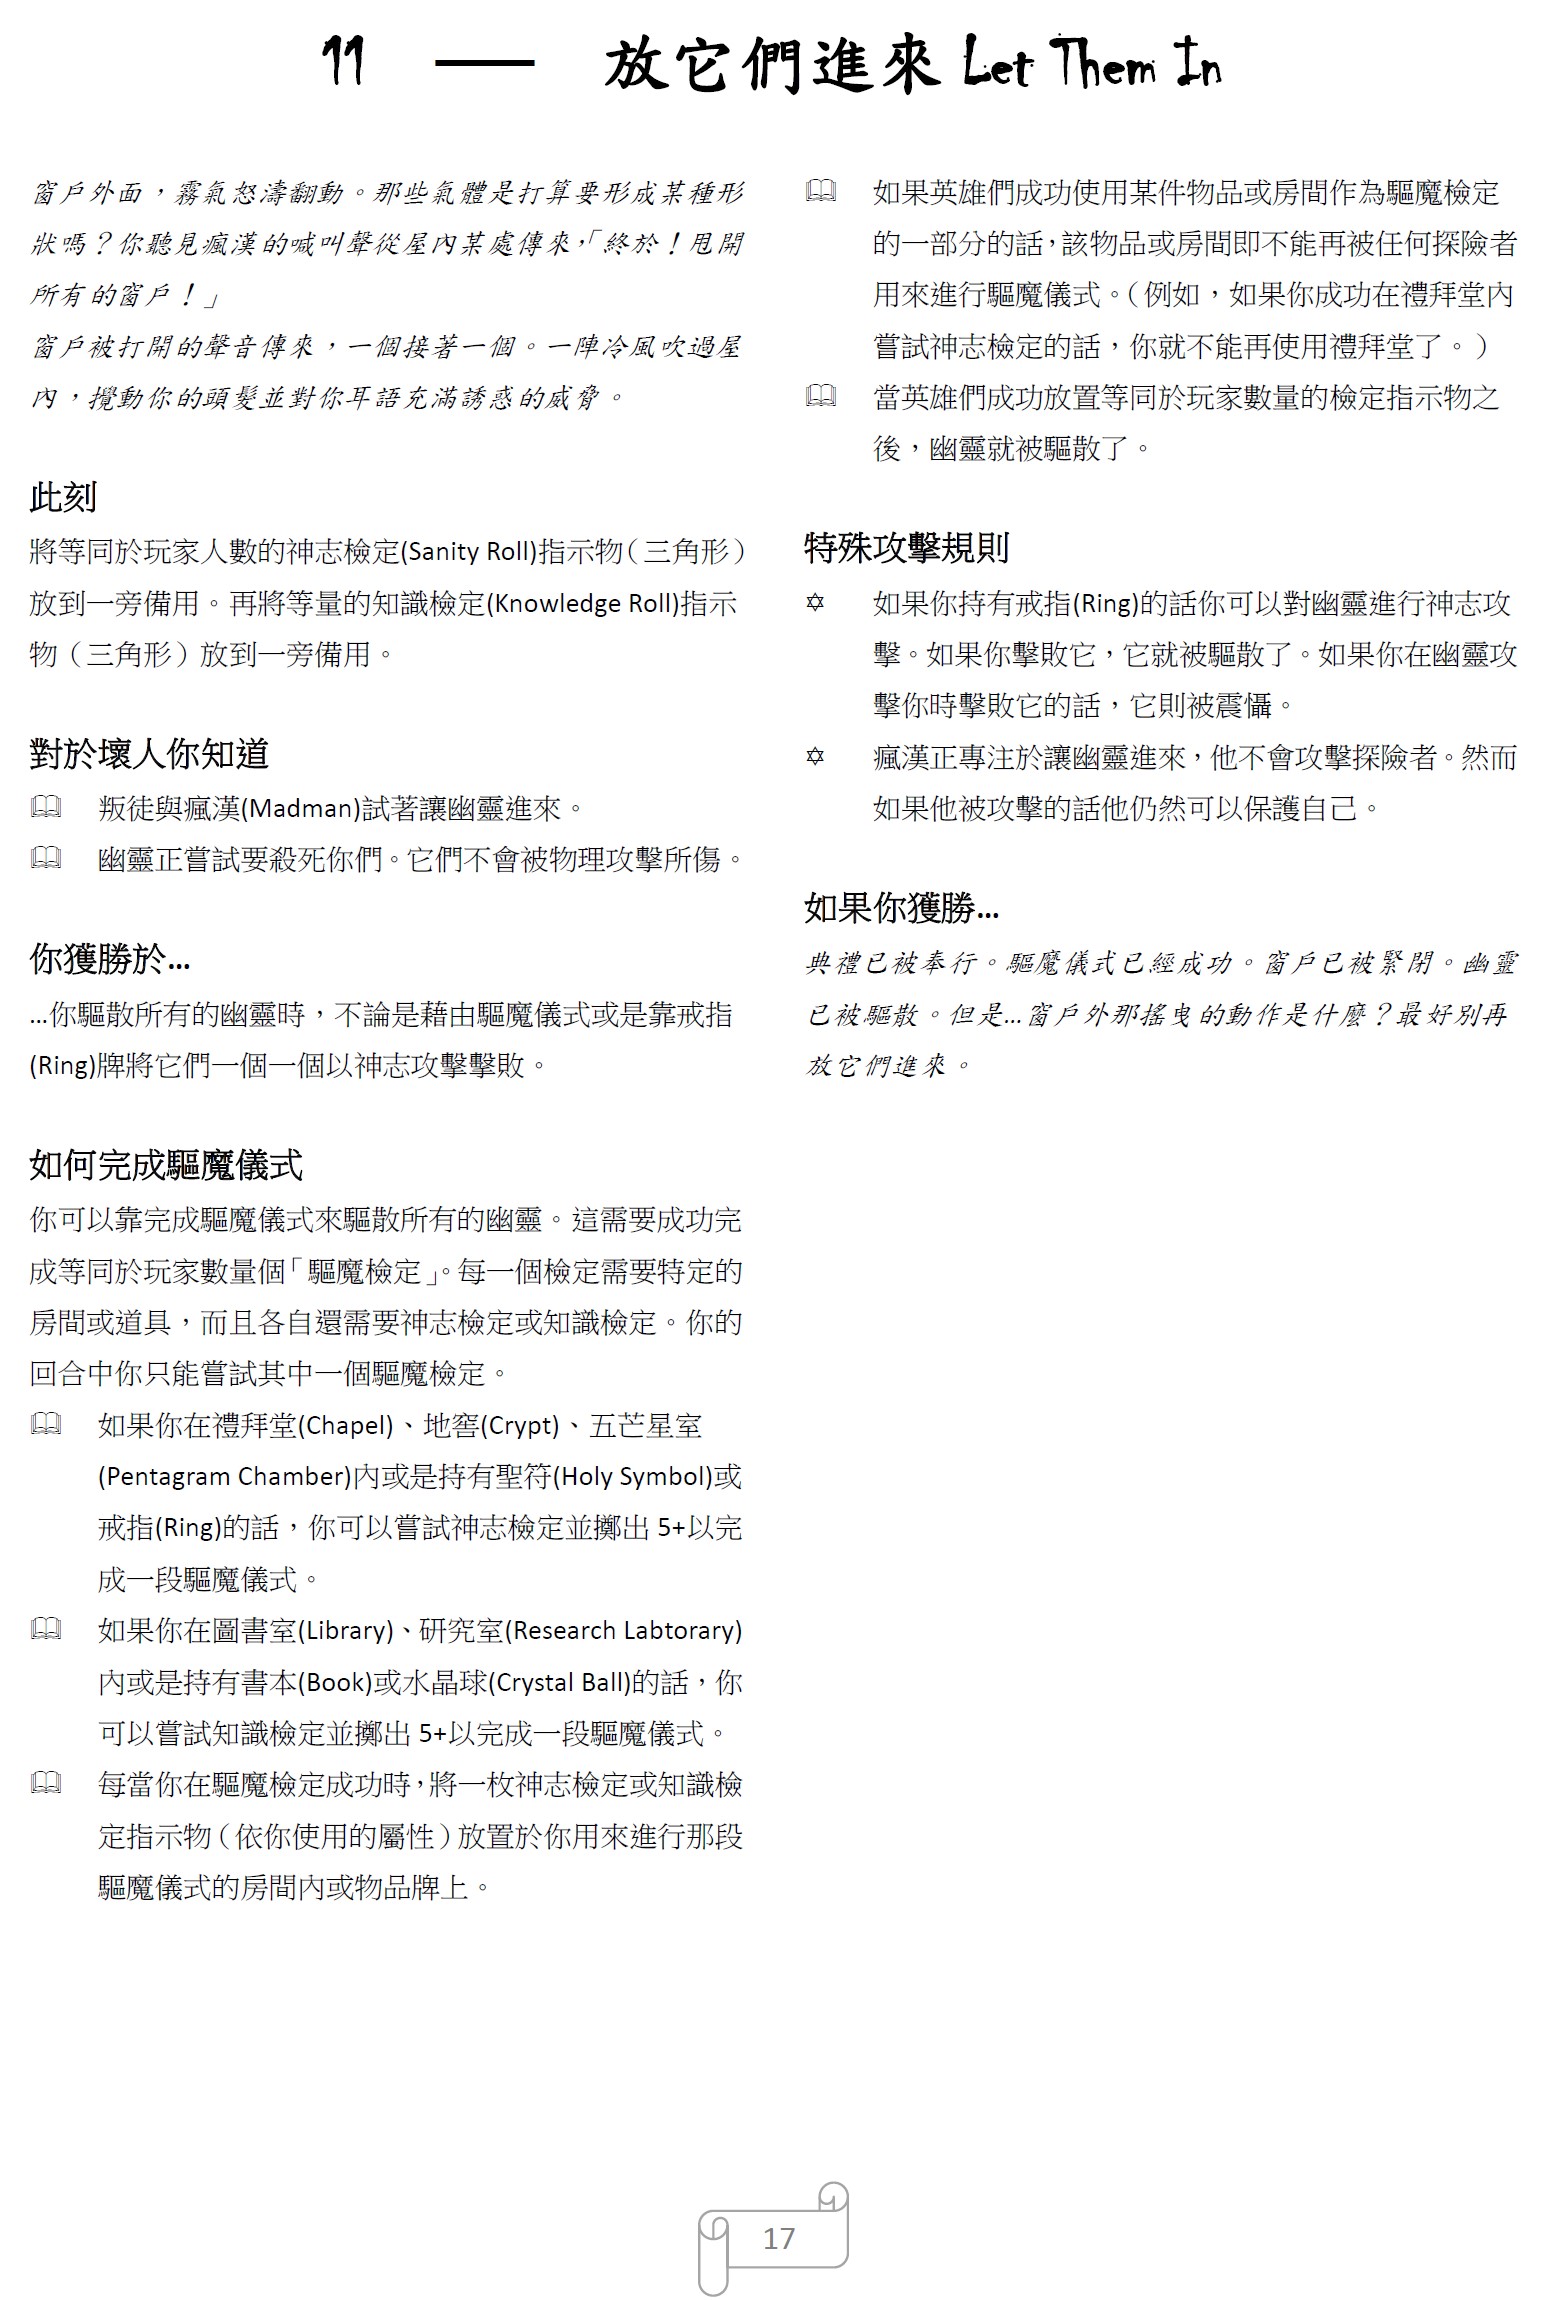 11 — 放它們進來 Let Them In
窗戶外面，霧氣怒濤翻動。那些氣體是打算要形成某種形
狀嗎？你聽見瘋漢的喊叫聲從屋內某處傳來，「終於！甩開
所有的窗戶！」
窗戶被打開的聲音傳來，一個接著一個。一陣冷風吹過屋
內，攪動你的頭髮並對你耳語充滿誘惑的威脅。
此刻
將等同於玩家人數的神志檢定(Sanity Roll)指示物（三角形）
放到一旁備用。再將等量的知識檢定(Knowledge Roll)指示
物（三角形）放到一旁備用。
對於壞人你知道
叛徒與瘋漢(Madman)試著讓幽靈進來。
幽靈正嘗試要殺死你們。它們不會被物理攻擊所傷。
你獲勝於…
…你驅散所有的幽靈時，不論是藉由驅魔儀式或是靠戒指
(Ring)牌將它們一個一個以神志攻擊擊敗。
如何完成驅魔儀式
你可以靠完成驅魔儀式來驅散所有的幽靈。這需要成功完
成等同於玩家數量個「驅魔檢定」。每一個檢定需要特定的
房間或道具，而且各自還需要神志檢定或知識檢定。你的
回合中你只能嘗試其中一個驅魔檢定。
如果你在禮拜堂(Chapel)、地窖(Crypt)、五芒星室
(Pentagram Chamber)內或是持有聖符(Holy Symbol)或
戒指(Ring)的話，你可以嘗試神志檢定並擲出 5+以完
成一段驅魔儀式。
如果你在圖書室(Library)、研究室(Research Labtorary)
內或是持有書本(Book)或水晶球(Crystal Ball)的話，你
可以嘗試知識檢定並擲出 5+以完成一段驅魔儀式。
每當你在驅魔檢定成功時，將一枚神志檢定或知識檢
定指示物（依你使用的屬性）放置於你用來進行那段
驅魔儀式的房間內或物品牌上。
如果英雄們成功使用某件物品或房間作為驅魔檢定
的一部分的話，該物品或房間即不能再被任何探險者
用來進行驅魔儀式。（例如，如果你成功在禮拜堂內
嘗試神志檢定的話，你就不能再使用禮拜堂了。）
當英雄們成功放置等同於玩家數量的檢定指示物之
後，幽靈就被驅散了。
特殊攻擊規則
如果你持有戒指(Ring)的話你可以對幽靈進行神志攻
擊。如果你擊敗它，它就被驅散了。如果你在幽靈攻
擊你時擊敗它的話，它則被震懾。
瘋漢正專注於讓幽靈進來，他不會攻擊探險者。然而
如果他被攻擊的話他仍然可以保護自己。
如果你獲勝…
典禮已被奉行。驅魔儀式已經成功。窗戶已被緊閉。幽靈
已被驅散。但是…窗戶外那搖曳的動作是什麼？最好別再
放它們進來。
17